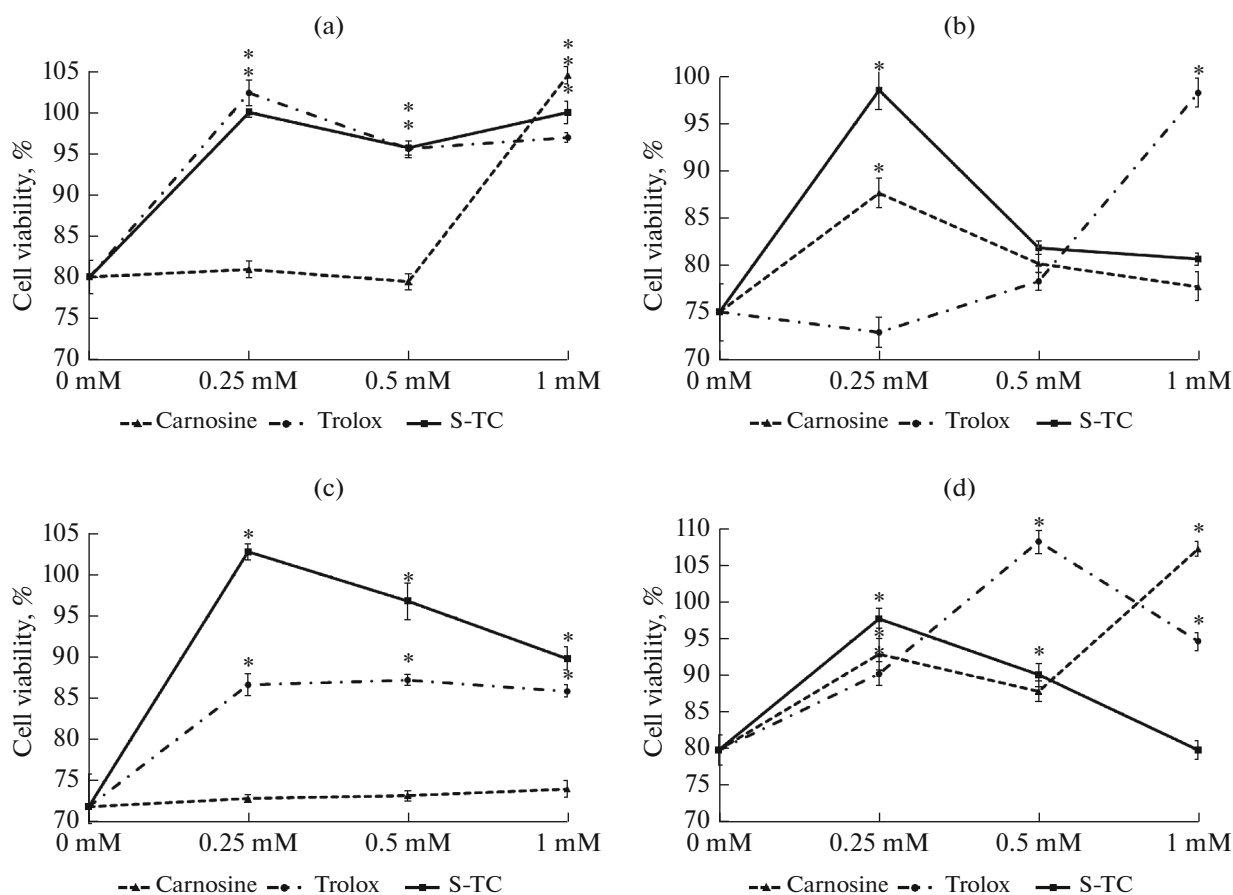 (a)
Cell viability, %
105
100
95
90
85
80
75
70
0 mM 0.25 mM 0.5 mM 1 mM
* * * * * * *
Carnosine Trolox S-TC
(b)
Cell viability, %
100
95
90
85
80
75
70
0 mM 0.25 mM 0.5 mM 1 mM
* * *
Carnosine Trolox S-TC
(c)
Cell viability, %
105
100
95
90
85
80
75
70
0 mM 0.25 mM 0.5 mM 1 mM
* * * * * *
Carnosine Trolox S-TC
(d)
Cell viability, %
110
105
100
95
90
85
80
75
70
0 mM 0.25 mM 0.5 mM 1 mM
* * * * * * *
Carnosine Trolox S-TC